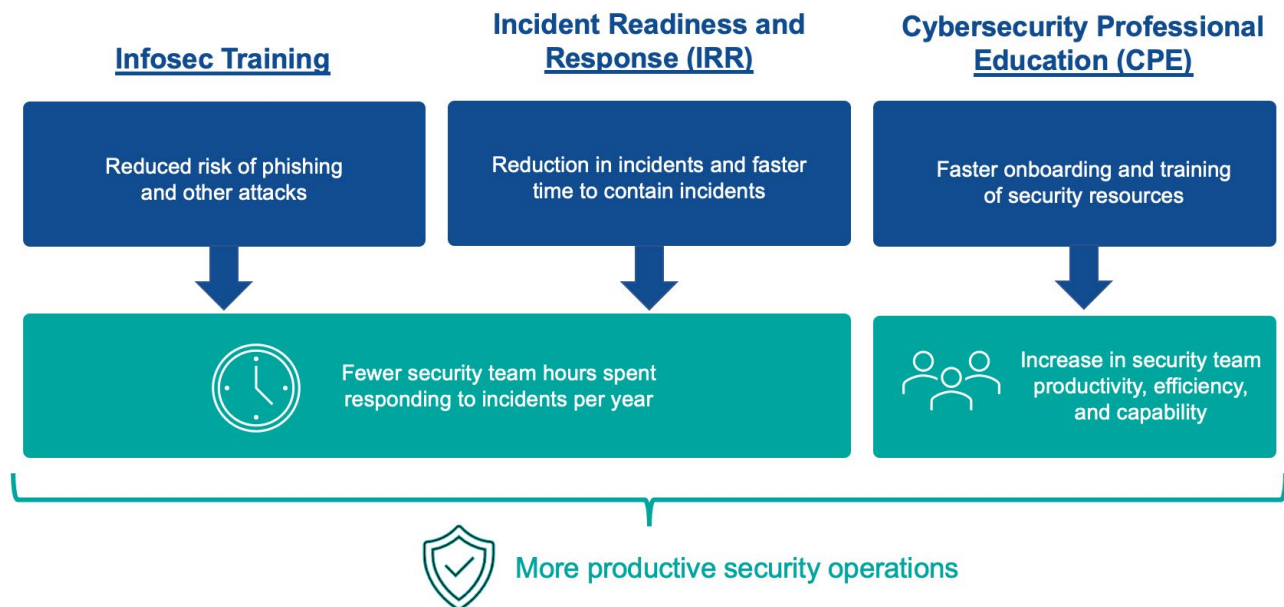 Infosec Training
Incident Readiness and
Response (IRR)
Cybersecurity Professional
Education (CPE)
Reduced risk of phishing
and other attacks
Reduction in incidents and faster
time to contain incidents
Faster onboarding and training
of security resources
Fewer security team hours spent
responding to incidents per year
Increase in security team
productivity, efficiency,
and capability
More productive security operations